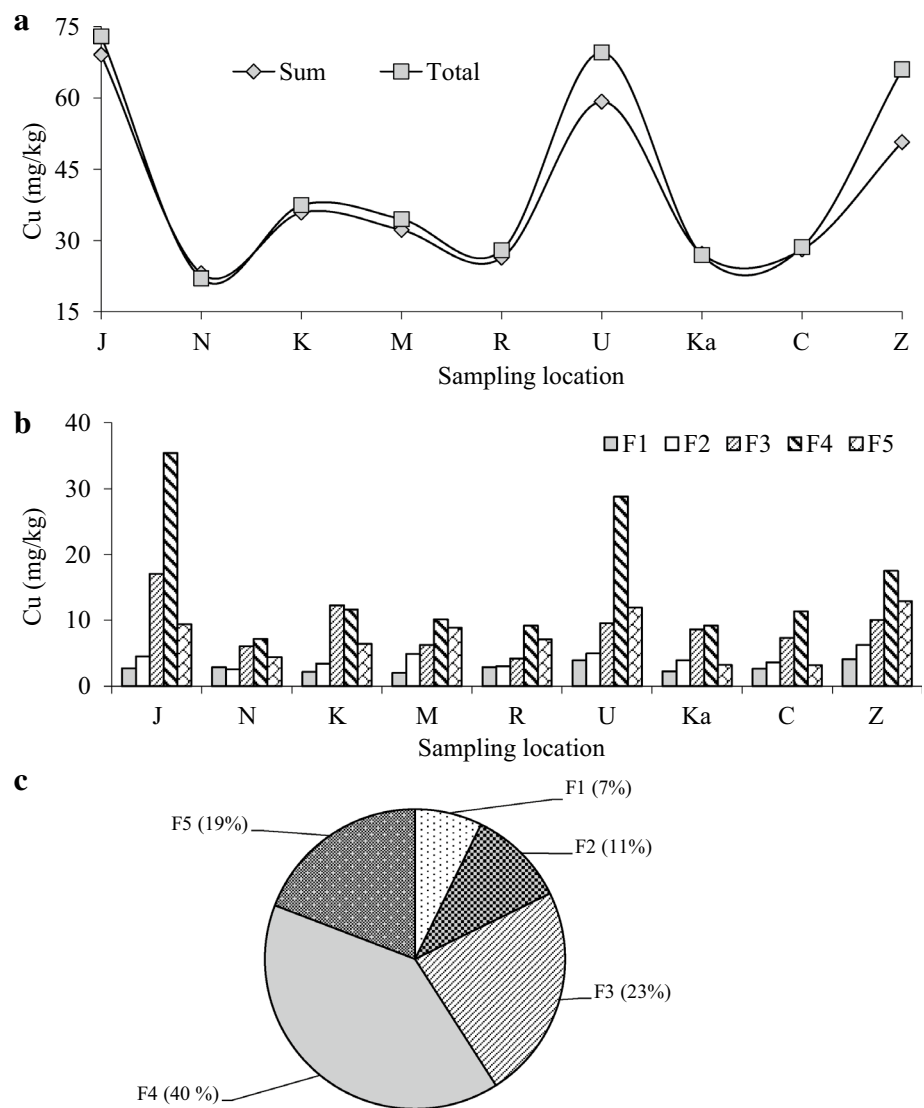 a
75
60
45
30
15
Cu (mg/kg)
Sum Total
J N K M R U Ka C Z
Sampling location
b
40
30
20
10
0
Cu (mg/kg)
F1 F2 F3 F4 F5
J N K M R U Ka C Z
Sampling location
c
F1 (7%)
F5 (19%)
F2 (11%)
F3 (23%)
F4 (40 %)